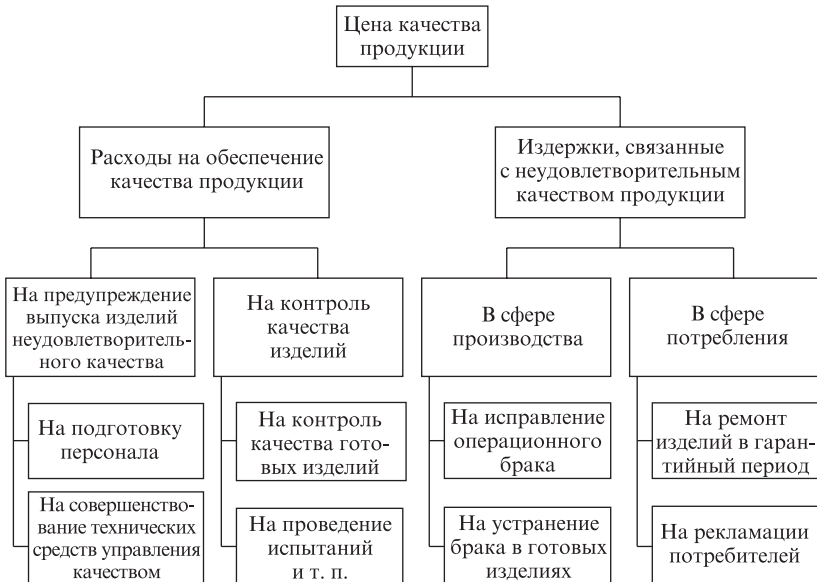 Цена качества
продукции
Расходы на обеспечение
качества продукции
Издержки, связанные
с неудовлетворительным
качеством продукции
На предупреждение
выпуска изделий
неудовлетворитель-
ного качества
На контроль
качества
изделий
В сфере
производства
В сфере
потребления
На подготовку
персонала
На контроль
качества гото-
вых изделий
На исправление
операционного
брака
На ремонт
изделий в гаран-
тийный период
На совершенство-
вание технических
средств управления
качеством
На проведение
испытаний
и т. п.
На устранение
брака в готовых
изделиях
На рекламации
потребителей